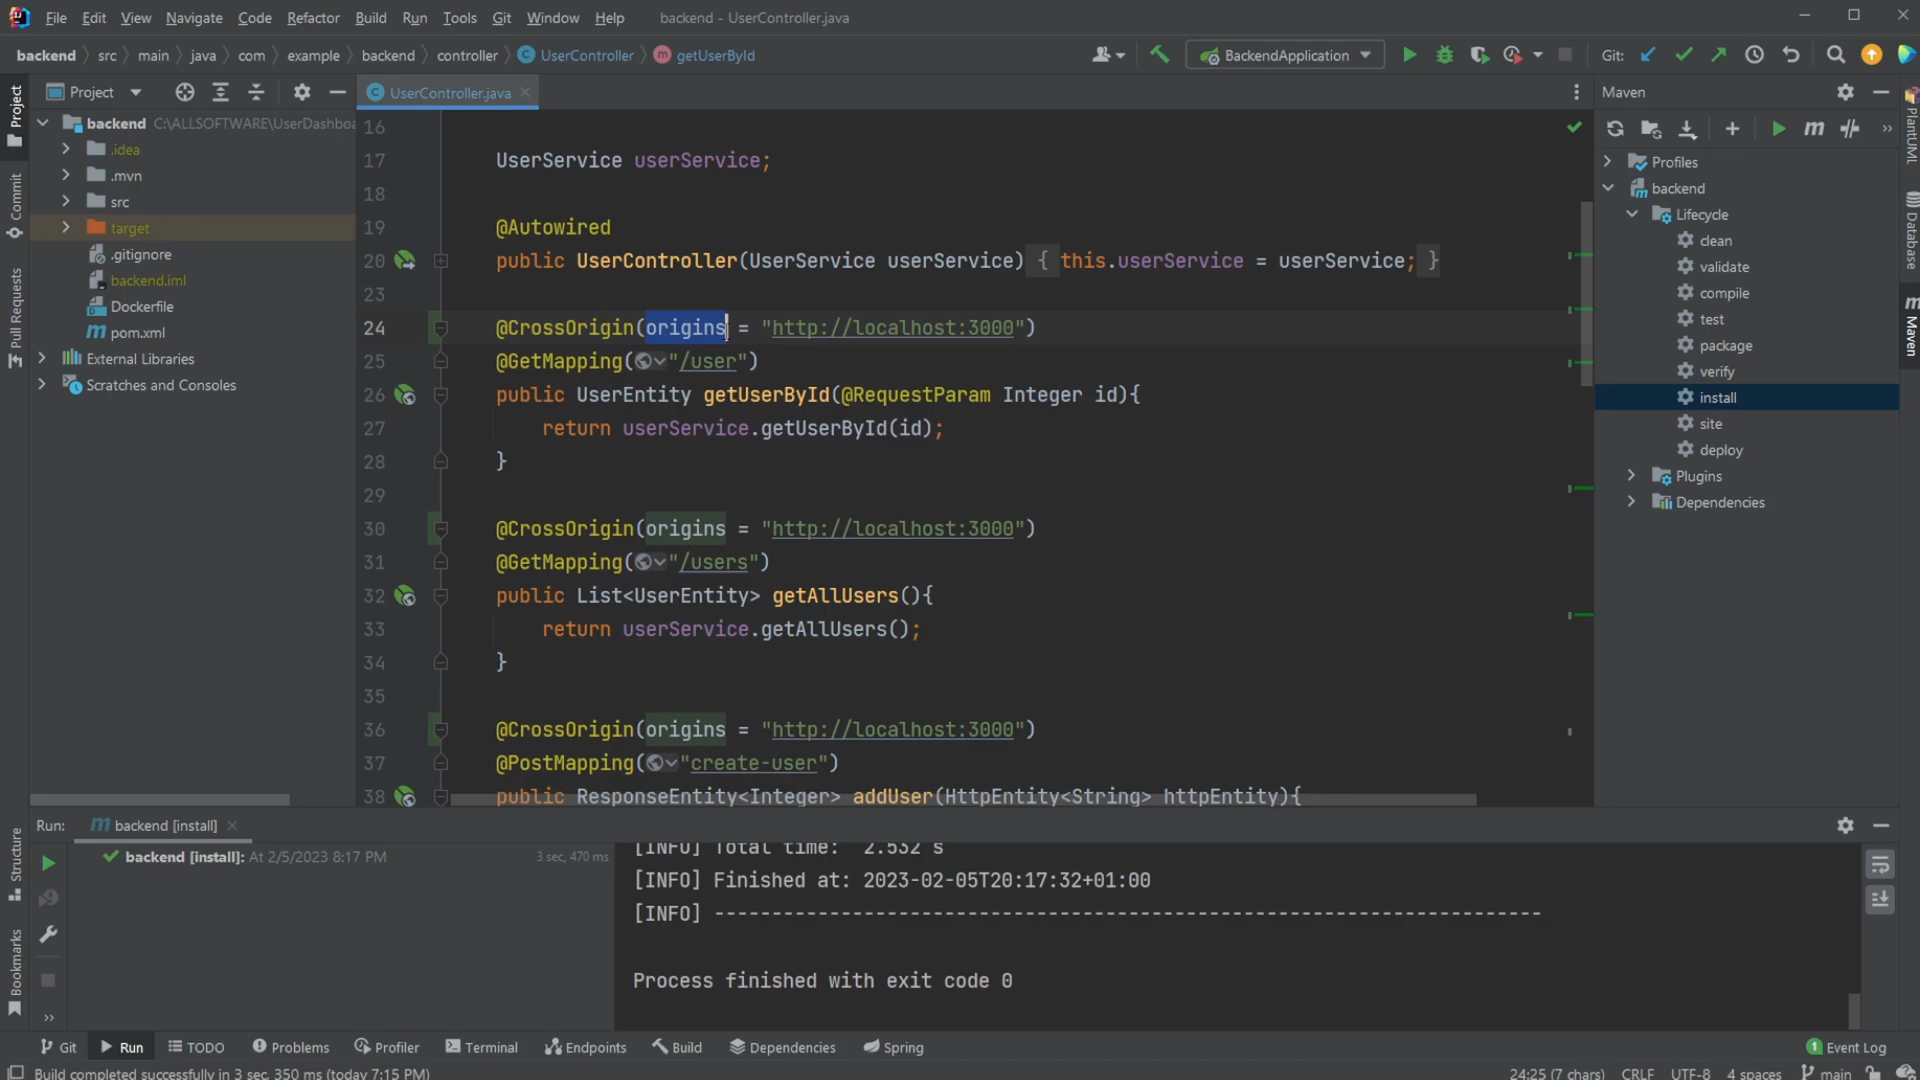 File Edit View Navigate Code Refactor Build Run Tools Git Window Help backend - UserController.java
backend src main java com example backend controller UserController getUserById BackendApplication Git:
Project
UserController.java
Maven
backend C:\ALLSOFTWARE\UserDashboa
.idea
.mvn
src
target
.gitignore
backend.iml
Dockerfile
pom.xml
External Libraries
Scratches and Consoles
16
17 UserService userService;
18
19 @Autowired
20 public UserController(UserService userService) { this.userService = userService; }
23
24 @CrossOrigin(origins = "http://localhost:3000")
25 @GetMapping("/user")
26 public UserEntity getUserById(@RequestParam Integer id){
27 return userService.getUserById(id);
28 }
29
30 @CrossOrigin(origins = "http://localhost:3000")
31 @GetMapping("/users")
32 public List<UserEntity> getAllUsers(){
33 return userService.getAllUsers();
34 }
35
36 @CrossOrigin(origins = "http://localhost:3000")
37 @PostMapping("create-user")
38 public ResponseEntity<Integer> addUser(HttpEntity<String> httpEntity){
Profiles
backend
Lifecycle
clean
validate
compile
test
package
verify
install
site
deploy
Plugins
Dependencies
Project
Commit
Pull Requests
Structure
Bookmarks
PlantUML
Database
Maven
Run: backend [install]
backend [install]: At 2/5/2023 8:17 PM 3 sec, 470 ms
[INFO] Total time: 2.532 s
[INFO] Finished at: 2023-02-05T20:17:32+01:00
[INFO] ------------------------------------------------------------------------
Process finished with exit code 0
Git Run TODO Problems Profiler Terminal Endpoints Build Dependencies Spring 1 Event Log
Build completed successfully in 3 sec, 350 ms (today 7:15 PM) 24:25 (7 chars) CRLF UTF-8 4 spaces main